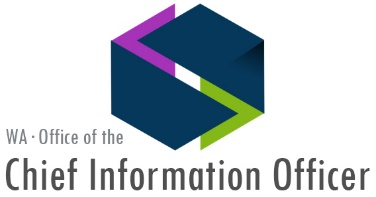 WA · Office of the
Chief Information Officer